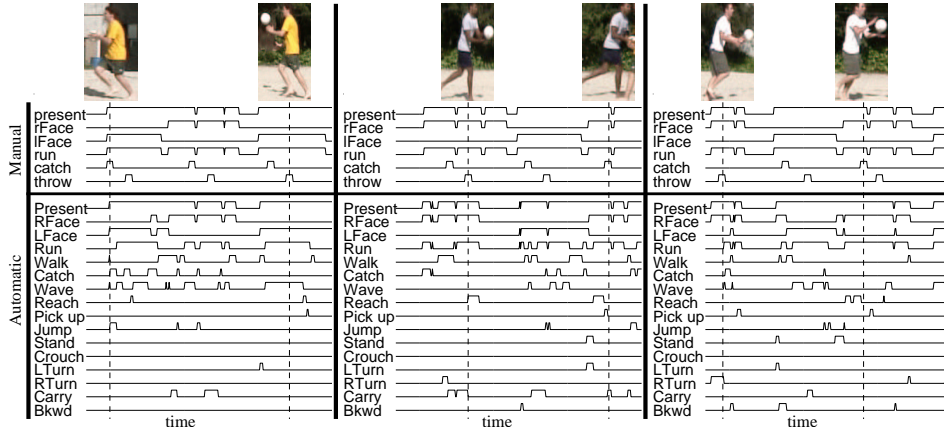 Manual
present
rFace
lFace
run
catch
throw
Automatic
Present
RFace
LFace
Run
Walk
Catch
Wave
Reach
Pick up
Jump
Stand
Crouch
LTurn
RTurn
Carry
Bkwd
time
present
rFace
lFace
run
catch
throw
Present
RFace
LFace
Run
Walk
Catch
Wave
Reach
Pick up
Jump
Stand
Crouch
LTurn
RTurn
Carry
Bkwd
time
present
rFace
lFace
run
catch
throw
Present
RFace
LFace
Run
Walk
Catch
Wave
Reach
Pick up
Jump
Stand
Crouch
LTurn
RTurn
Carry
Bkwd
time